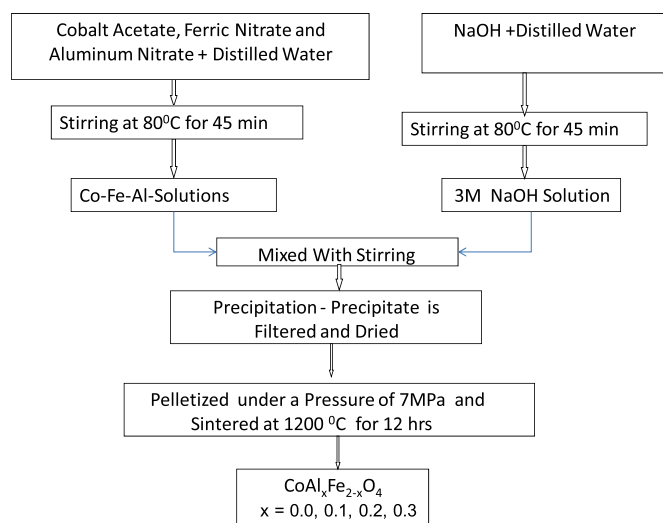 Cobalt Acetate, Ferric Nitrate and
Aluminum Nitrate + Distilled Water
NaOH +Distilled Water
Stirring at 80⁰C for 45 min
Stirring at 80⁰C for 45 min
Co-Fe-Al-Solutions
3M NaOH Solution
Mixed With Stirring
Precipitation - Precipitate is
Filtered and Dried
Pelletized under a Pressure of 7MPa and
Sintered at 1200 ⁰C for 12 hrs
CoAlₓFe₂₋ₓO₄
x = 0.0, 0.1, 0.2, 0.3